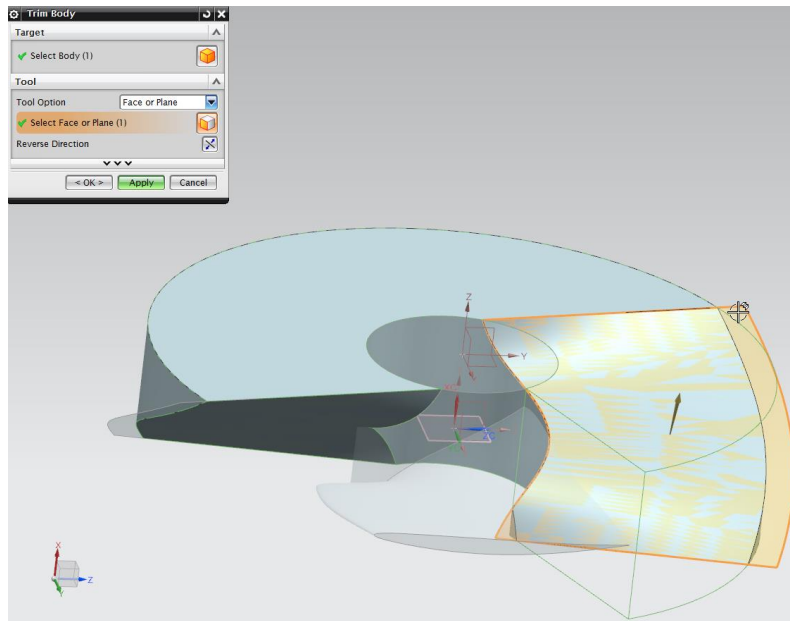 Trim Body
Target
Select Body (1)
Tool
Tool Option Face or Plane
Select Face or Plane (1)
Reverse Direction
< OK > Apply Cancel
Z
Y
X
Z
Y